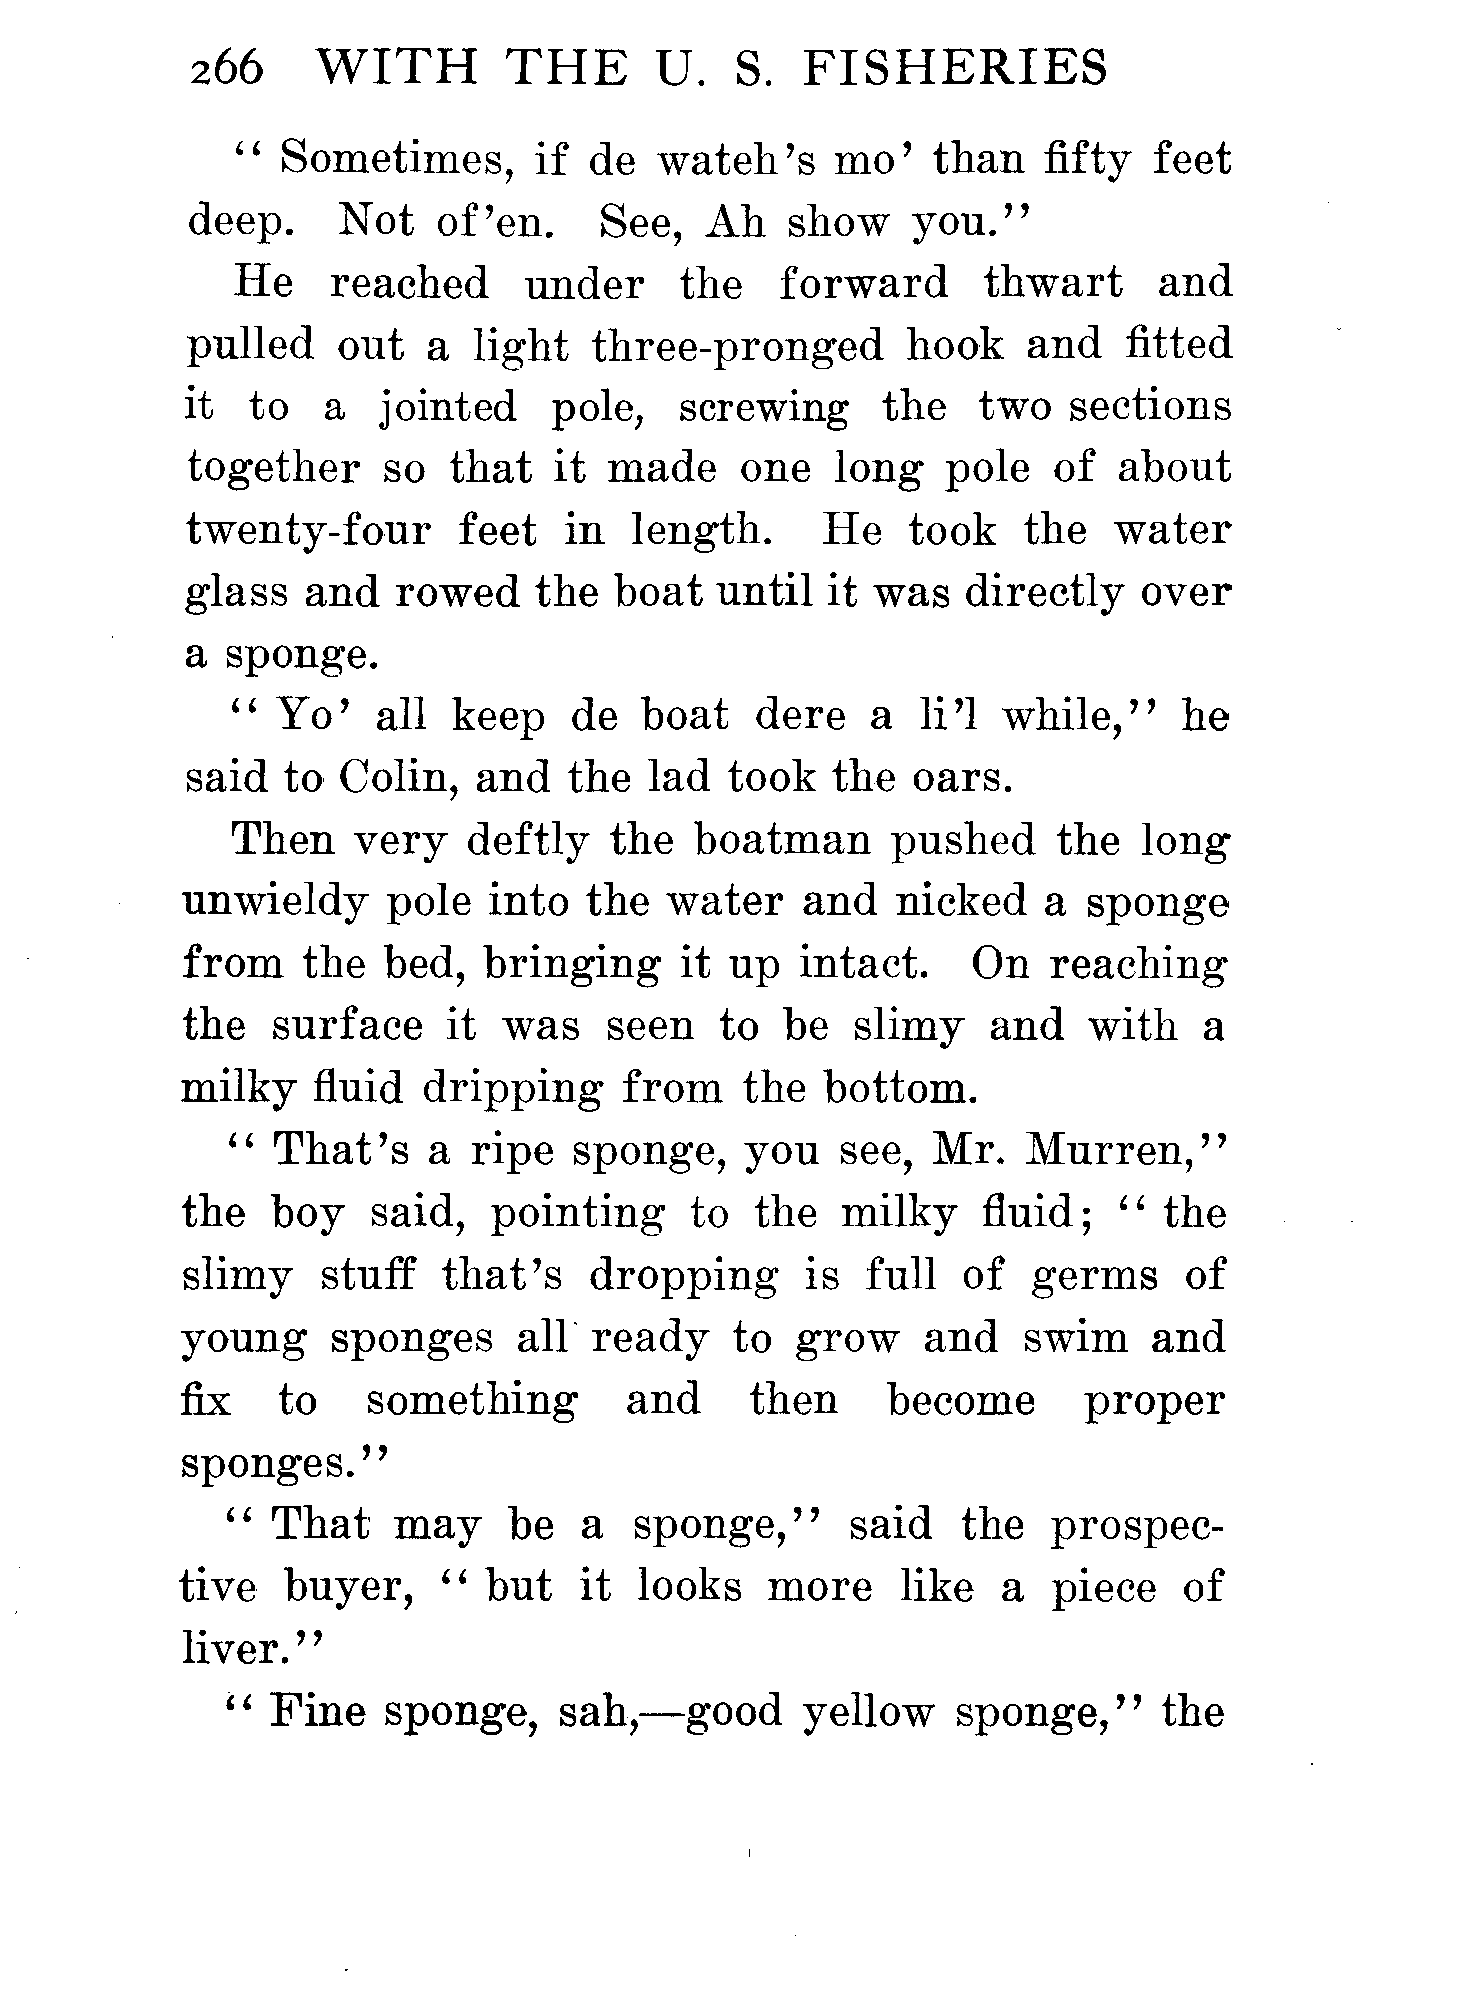 266 WITH THE U. S. FISHERIES
“ Sometimes, if de wateh’s mo’ than fifty feet
deep. Not of’en. See, Ah show you.”
He reached under the forward thwart and
pulled out a light three-pronged hook and fitted
it to a jointed pole, screwing the two sections
together so that it made one long pole of about
twenty-four feet in length. He took the water
glass and rowed the boat until it was directly over
a sponge.
“ Yo’ all keep de boat dere a li’l while,” he
said to Colin, and the lad took the oars.
Then very deftly the boatman pushed the long
unwieldy pole into the water and nicked a sponge
from the bed, bringing it up intact. On reaching
the surface it was seen to be slimy and with a
milky fluid dripping from the bottom.
“ That’s a ripe sponge, you see, Mr. Murren,”
the boy said, pointing to the milky fluid; “ the
slimy stuff that’s dropping is full of germs of
young sponges all ready to grow and swim and
fix to something and then become proper
sponges.”
“ That may be a sponge,” said the prospec-
tive buyer, “ but it looks more like a piece of
liver.”
“ Fine sponge, sah,—good yellow sponge,” the